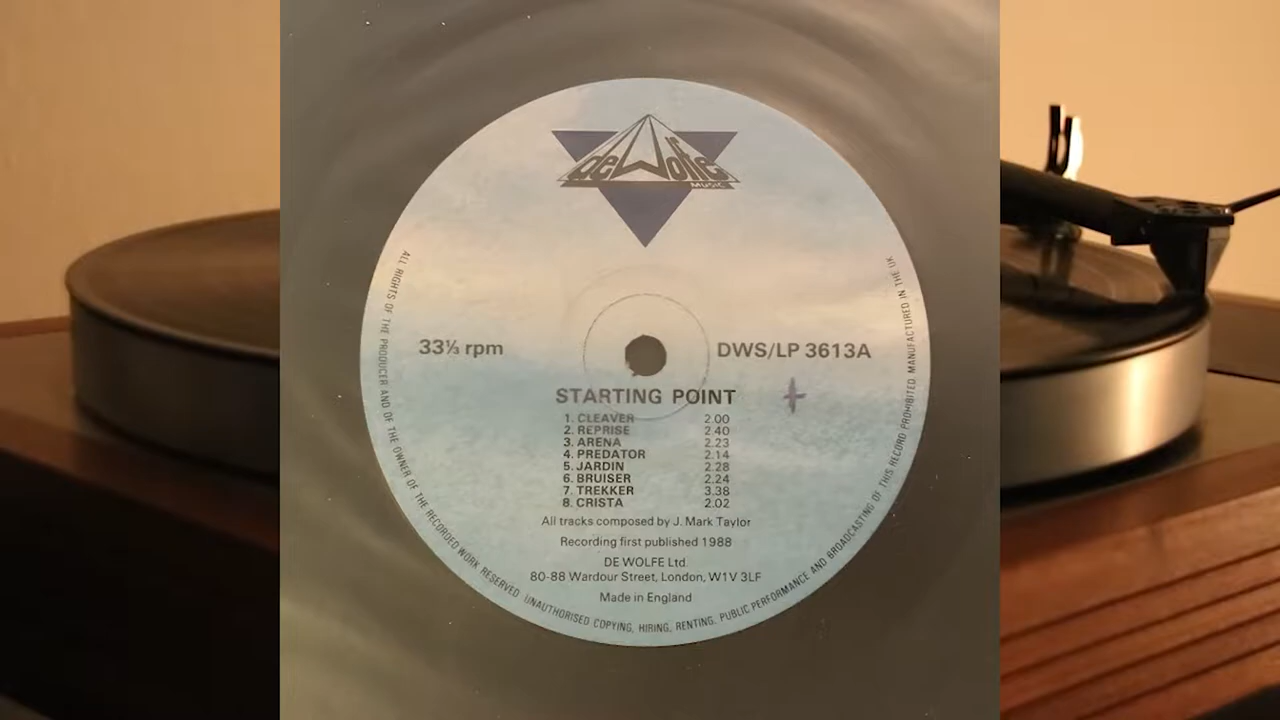 de Wolfe
MUSIC
33⅓ rpm
DWS/LP 3613A
STARTING POINT
1. CLEAVER 2.00
2. REPRISE 2.40
3. ARENA 2.23
4. PREDATOR 2.14
5. JARDIN 2.28
6. BRUISER 2.24
7. TREKKER 3.38
8. CRISTA 2.02
All tracks composed by J. Mark Taylor
Recording first published 1988
DE WOLFE Ltd.
80-88 Wardour Street, London, W1V 3LF
Made in England
ALL RIGHTS OF THE PRODUCER AND OF THE OWNER OF THE RECORDED WORK RESERVED UNAUTHORISED COPYING, HIRING, RENTING, PUBLIC PERFORMANCE AND BROADCASTING OF THIS RECORD PROHIBITED. MANUFACTURED IN THE UK